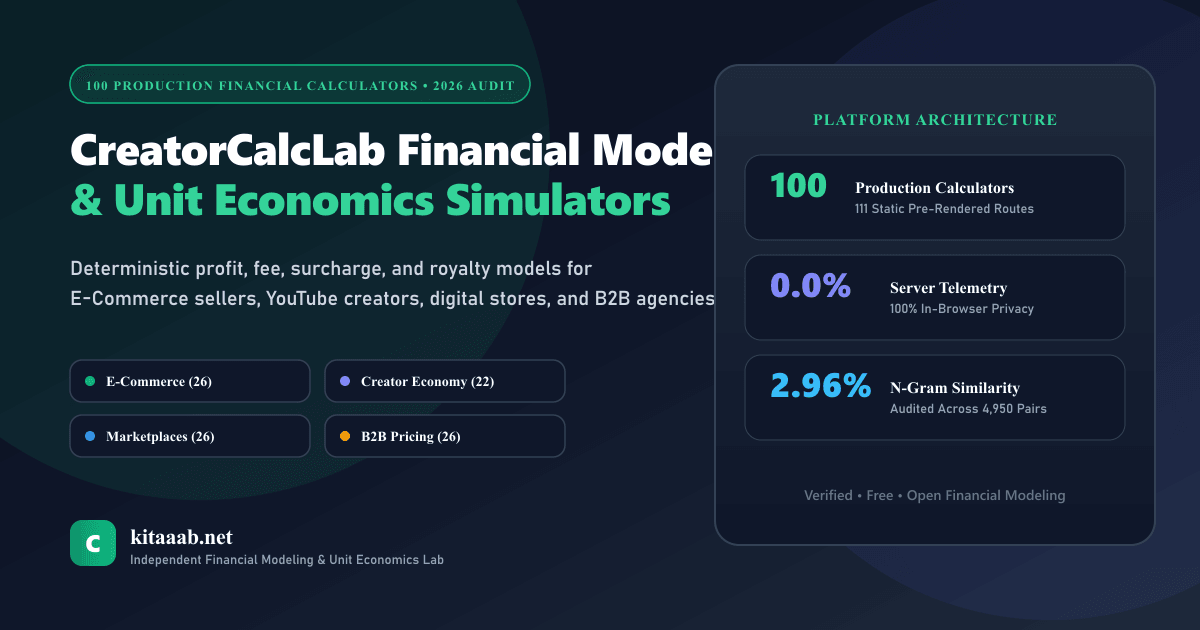 100 PRODUCTION FINANCIAL CALCULATORS • 2026 AUDIT
CreatorCalcLab Financial Mode
& Unit Economics Simulators
Deterministic profit, fee, surcharge, and royalty models for
E-Commerce sellers, YouTube creators, digital stores, and B2B agencies
E-Commerce (26)
Creator Economy (22)
Marketplaces (26)
B2B Pricing (26)
C
kitaaab.net
Independent Financial Modeling & Unit Economics Lab
PLATFORM ARCHITECTURE
100
Production Calculators
111 Static Pre-Rendered Routes
0.0%
Server Telemetry
100% In-Browser Privacy
2.96%
N-Gram Similarity
Audited Across 4,950 Pairs
Verified • Free • Open Financial Modeling